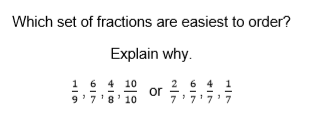 Which set of fractions are easiest to order?
Explain why.
1/9, 6/7, 4/8, 10/10 or 2/7, 6/7, 4/7, 1/7